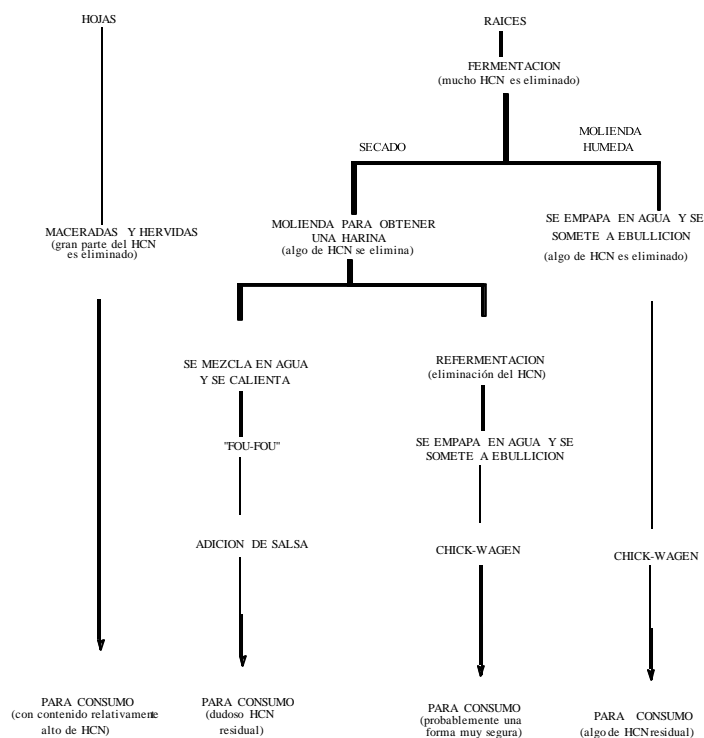 HOJAS
RAICES
FERMENTACION
(mucho HCN es eliminado)
SECADO
MOLIENDA
HUMEDA
MACERADAS Y HERVIDAS
(gran parte del HCN
es eliminado)
MOLIENDA PARA OBTENER
UNA HARINA
(algo de HCN se elimina)
SE EMPAPA EN AGUA Y SE
SOMETE A EBULLICION
(algo de HCN es eliminado)
SE MEZCLA EN AGUA
Y SE CALIENTA
REFERMENTACION
(eliminación del HCN)
"FOU-FOU"
SE EMPAPA EN AGUA Y SE
SOMETE A EBULLICION
ADICION DE SALSA
CHICK-WAGEN
CHICK-WAGEN
PARA CONSUMO
(con contenido relativamente
alto de HCN)
PARA CONSUMO
(dudoso HCN
residual)
PARA CONSUMO
(probablemente una
forma muy segura)
PARA CONSUMO
(algo de HCN residual)